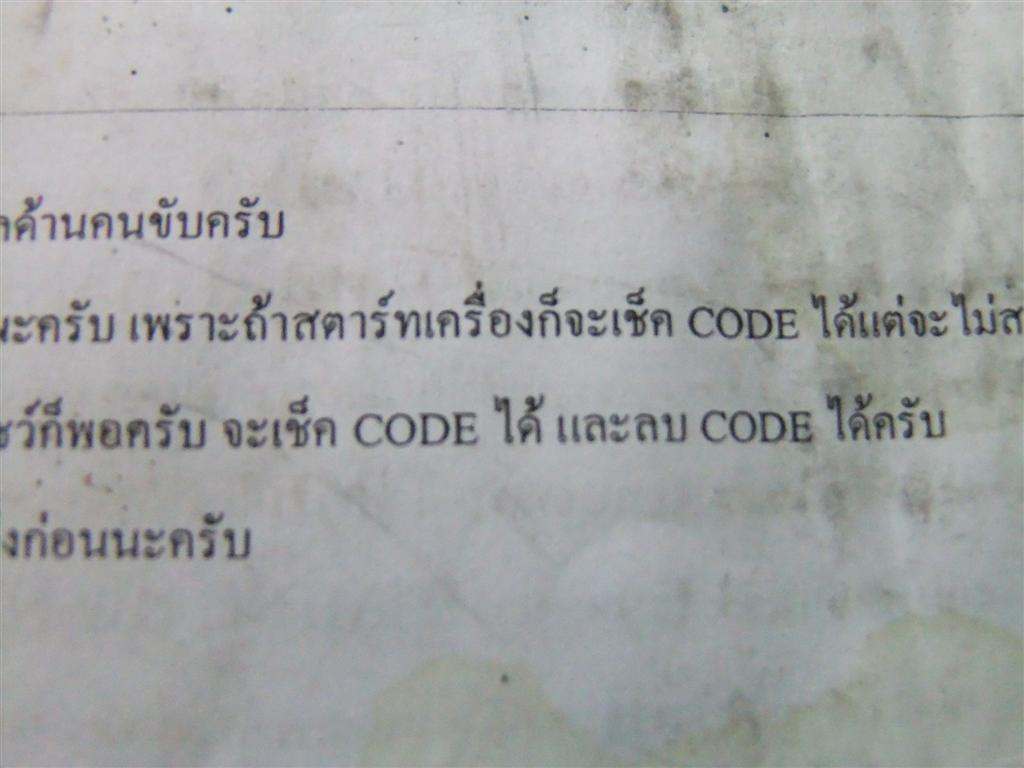 ด้านคนขับครับ
นะครับ เพราะถ้าสตาร์ทเครื่องก็จะเช็ค CODE ได้แต่จะไม่ส
ชว์ก็พอครับ จะเช็ค CODE ได้ และลบ CODE ได้ครับ
งก่อนนะครับ